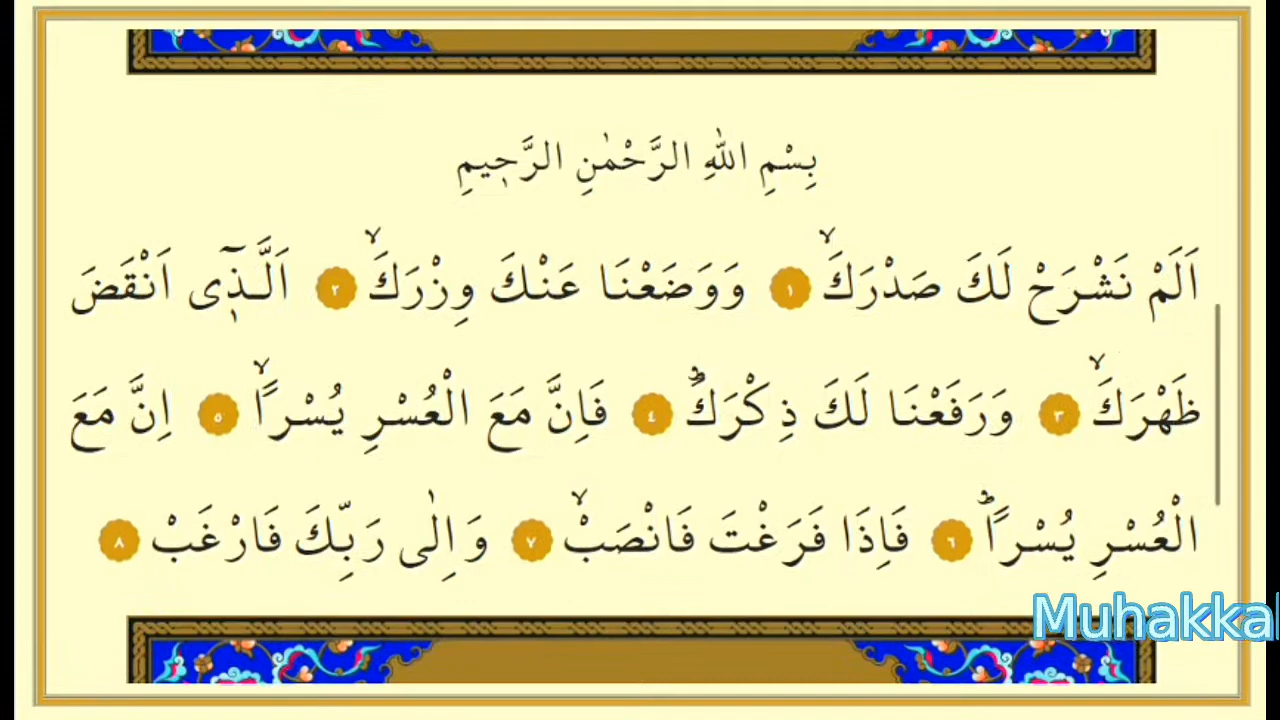 بِسْمِ اللّٰهِ الرَّحْمٰنِ الرَّح۪يمِ
اَلَمْ نَشْرَحْ لَكَ صَدْرَكَۙ ١ وَوَضَعْنَا عَنْكَ وِزْرَكَۙ ٢ اَلَّذ۪ٓى اَنْقَضَ
ظَهْرَكَۙ ٣ وَرَفَعْنَا لَكَ ذِكْرَكَۜ ٤ فَاِنَّ مَعَ الْعُسْرِ يُسْرًاۙ ٥ اِنَّ مَعَ
الْعُسْرِ يُسْرًاۜ ٦ فَاِذَا فَرَغْتَ فَانْصَبْۙ ٧ وَاِلٰى رَبِّكَ فَارْغَبْ ٨
Muhakka